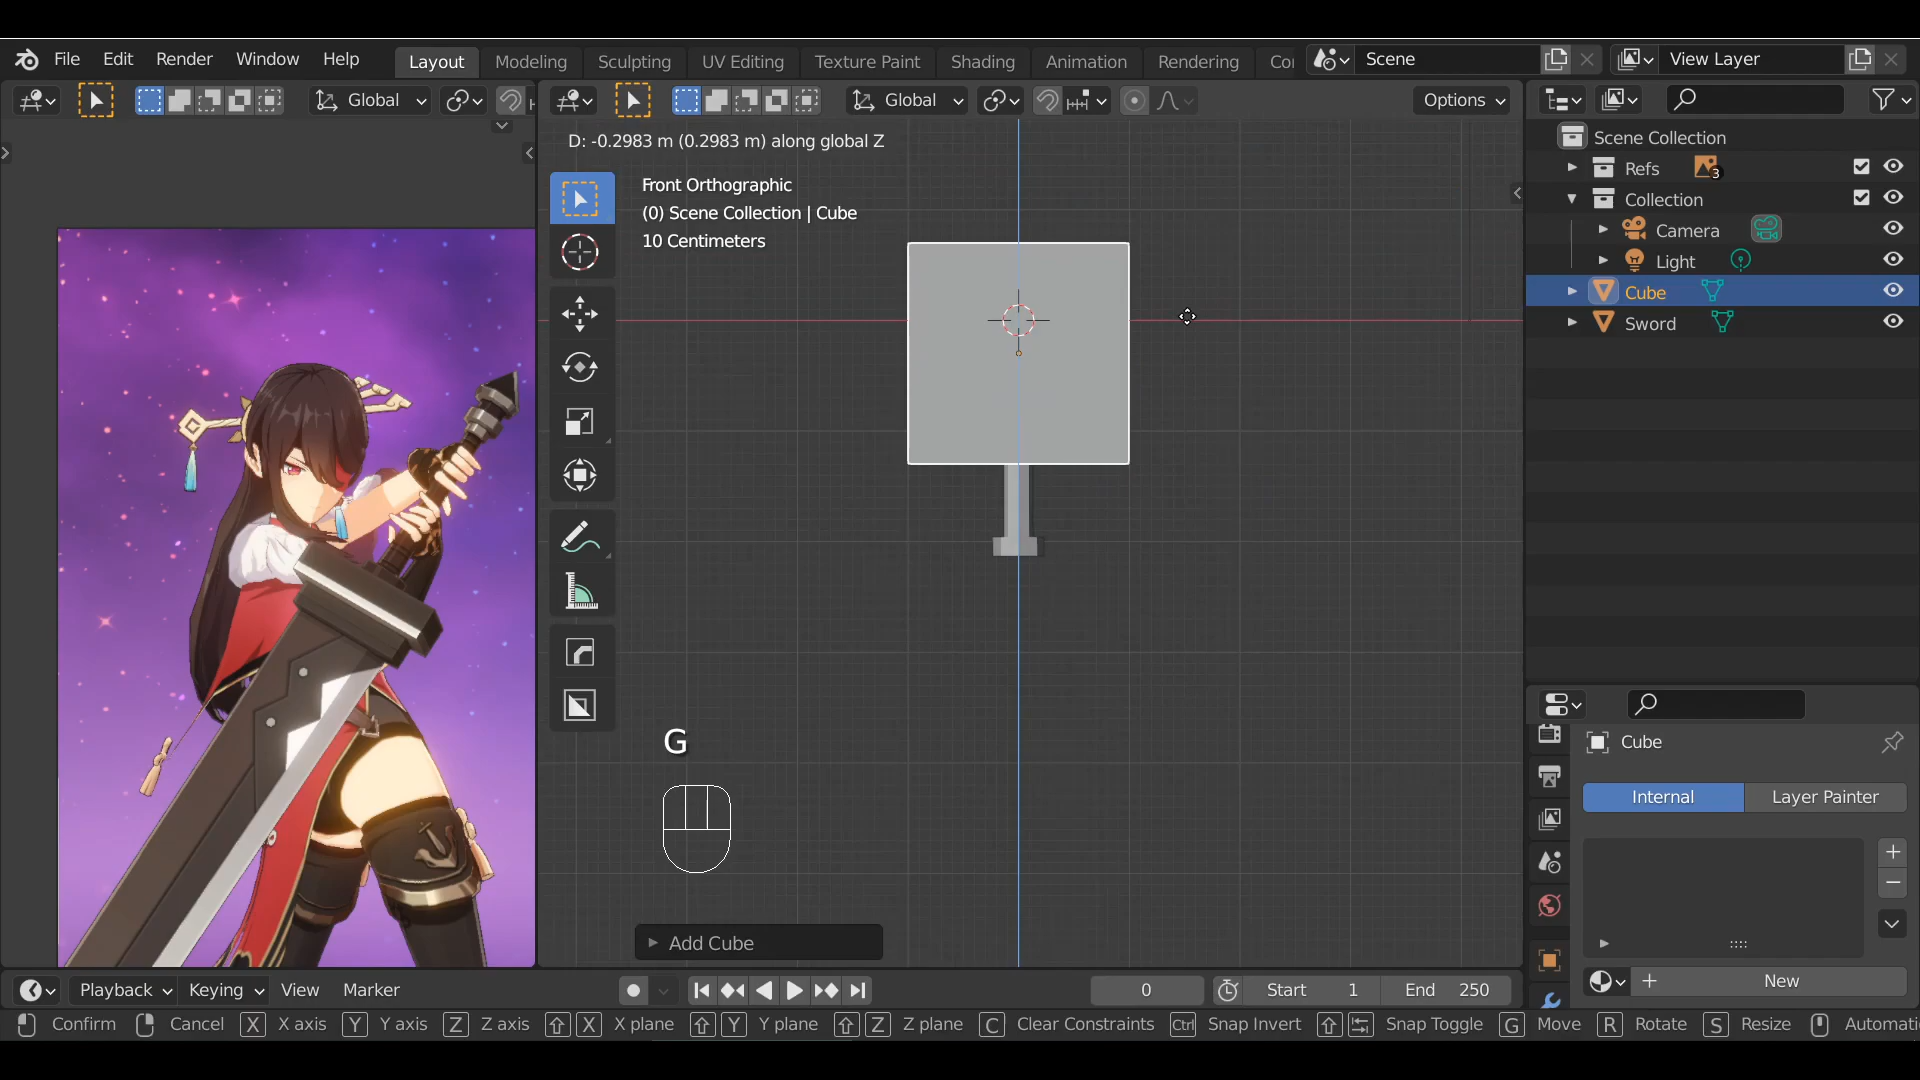 File Edit Render Window Help Layout Modeling Sculpting UV Editing Texture Paint Shading Animation Rendering Co Scene View Layer
Global Global Options
D: -0.2983 m (0.2983 m) along global Z
Front Orthographic
(0) Scene Collection | Cube
10 Centimeters
Scene Collection
Refs 3
Collection
Camera
Light
Cube
Sword
G
Add Cube
Cube
Internal Layer Painter
New
Playback Keying View Marker 0 Start 1 End 250
Confirm Cancel X X axis Y Y axis Z Z axis X X plane Y Y plane Z Z plane C Clear Constraints Ctrl Snap Invert Snap Toggle G Move R Rotate S Resize Automati